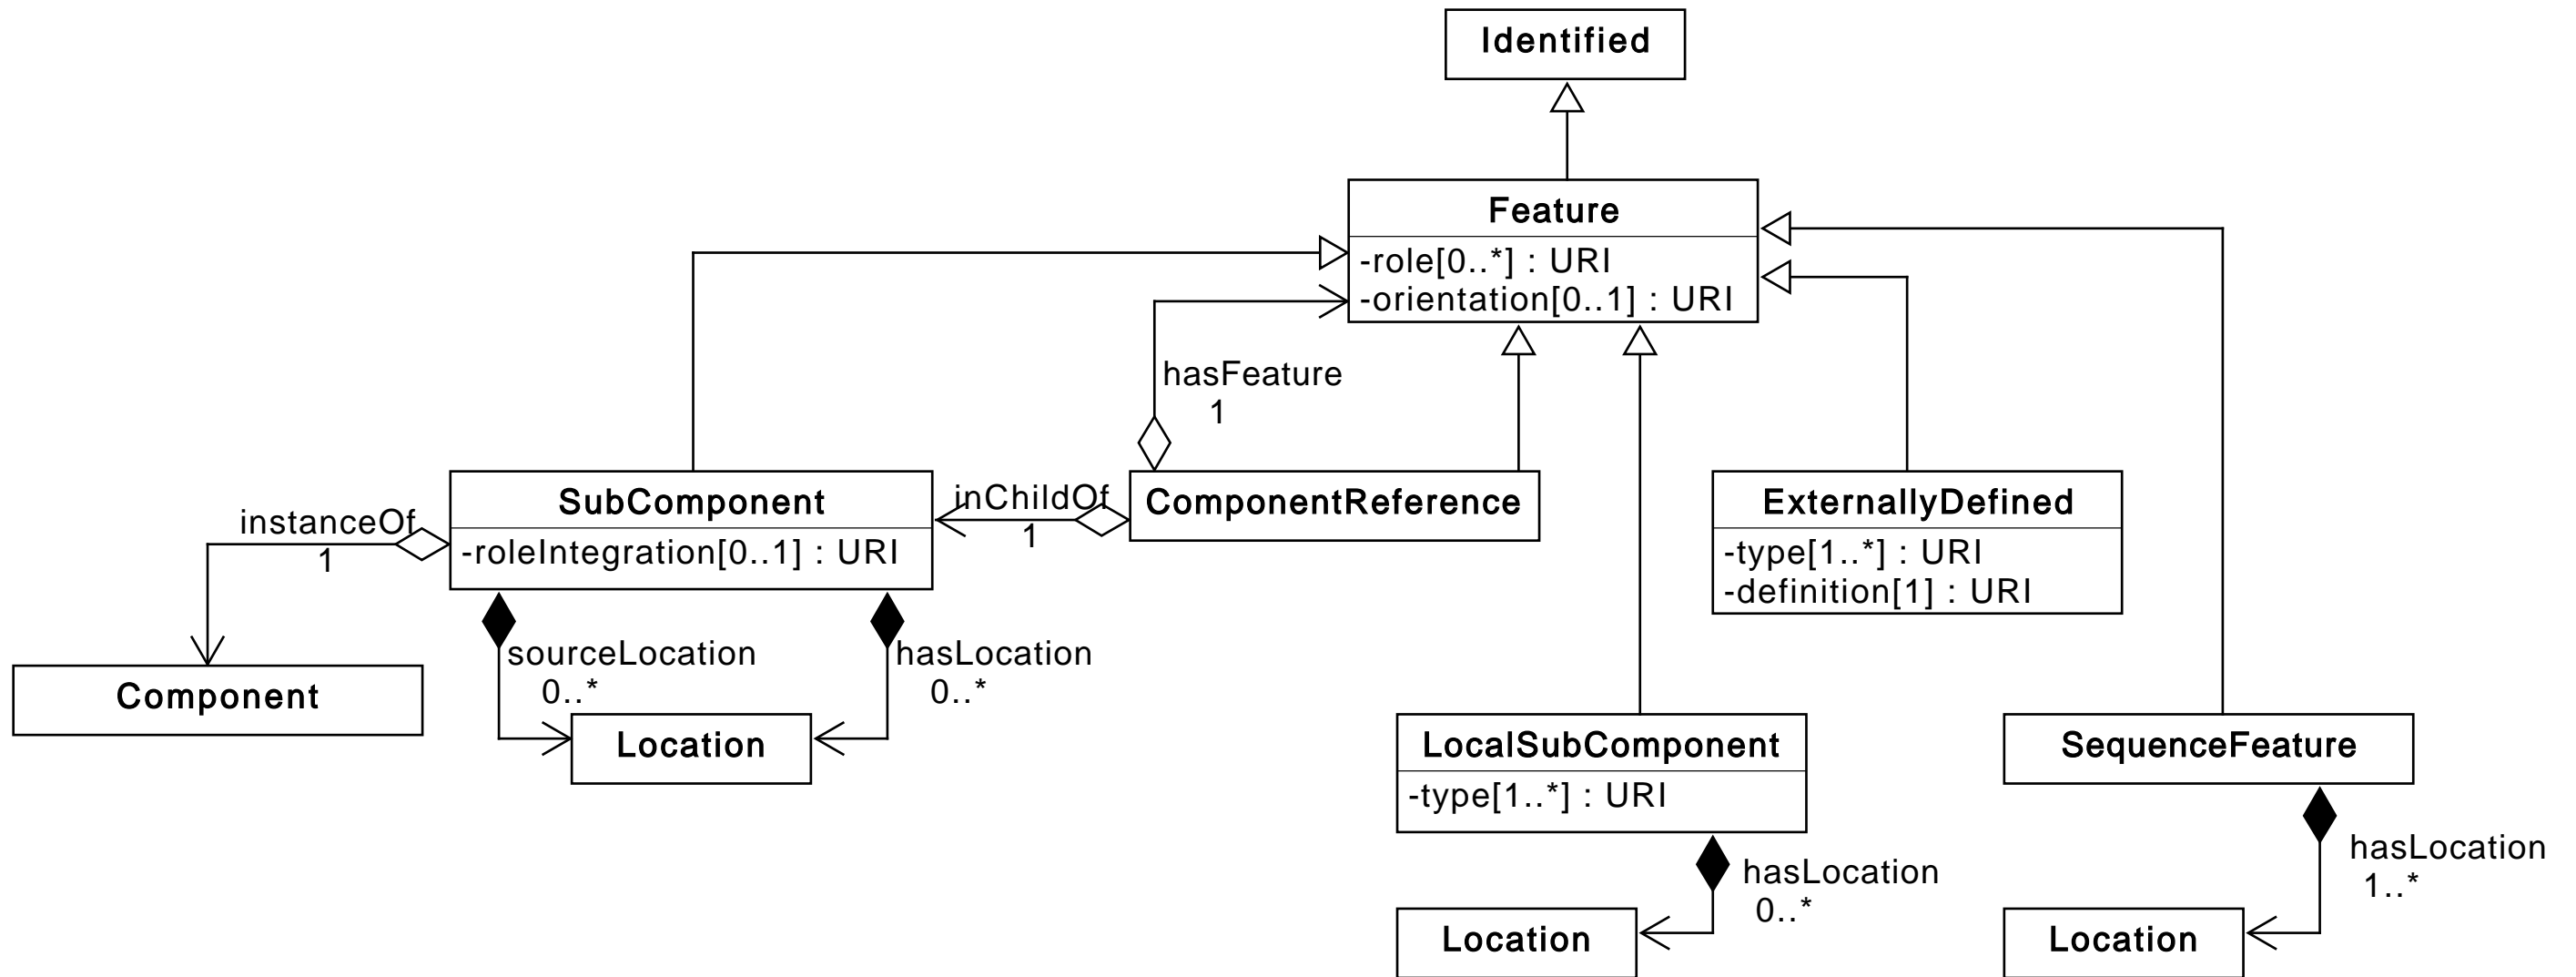 Identified
Feature
-role[0..*] : URI
-orientation[0..1] : URI
hasFeature
1
SubComponent
-roleIntegration[0..1] : URI
inChildOf
1
ComponentReference
ExternallyDefined
-type[1..*] : URI
-definition[1] : URI
instanceOf
1
sourceLocation
0..*
hasLocation
0..*
Component
Location
LocalSubComponent
-type[1..*] : URI
SequenceFeature
hasLocation
0..*
hasLocation
1..*
Location
Location